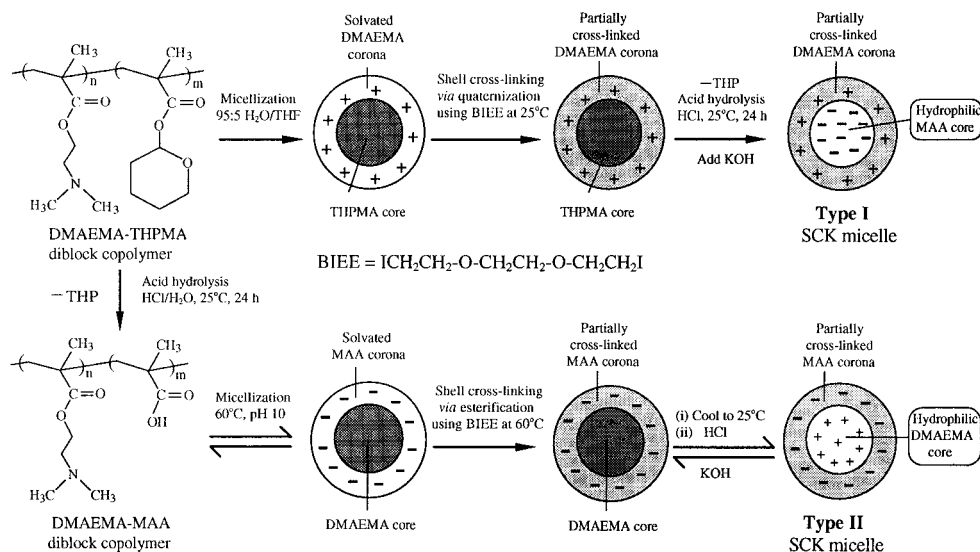 CH3
CH3
n
m
C=O
C=O
O
O
O
N
H3C
CH3
DMAEMA-THPMA
diblock copolymer
Micellization
95:5 H2O/THF
Solvated
DMAEMA
corona
+ + + + + + + + +
THPMA core
Shell cross-linking
via quaternization
using BIEE at 25°C
Partially
cross-linked
DMAEMA corona
THPMA core
−THP
Acid hydrolysis
HCl, 25°C, 24 h
Add KOH
Partially
cross-linked
DMAEMA corona
Hydrophilic
MAA core
Type I
SCK micelle
BIEE = ICH2CH2-O-CH2CH2-O-CH2CH2I
− THP
Acid hydrolysis
HCl/H2O, 25°C, 24 h
CH3
CH3
n
m
C=O
C=O
O
OH
N
H3C
CH3
DMAEMA-MAA
diblock copolymer
Micellization
60°C, pH 10
Solvated
MAA corona
DMAEMA core
Shell cross-linking
via esterification
using BIEE at 60°C
Partially
cross-linked
MAA corona
DMAEMA core
(i) Cool to 25°C
(ii) HCl
KOH
Partially
cross-linked
MAA corona
Hydrophilic
DMAEMA
core
Type II
SCK micelle